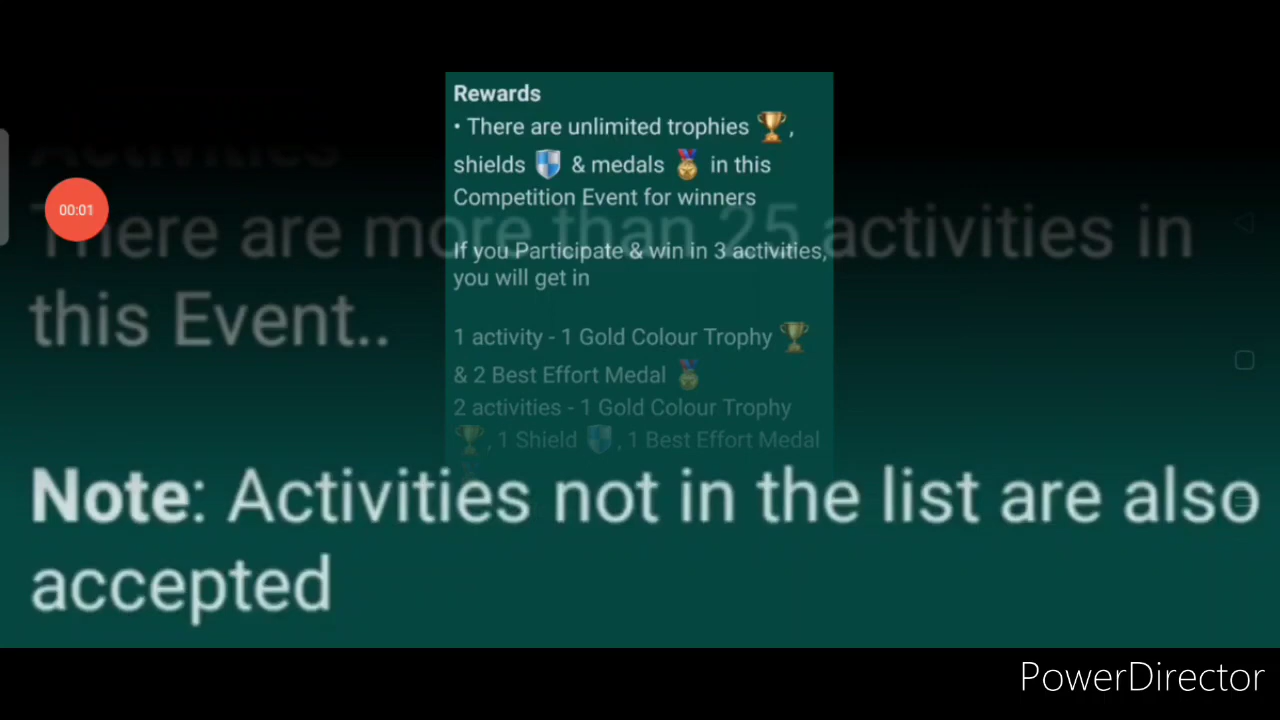 Rewards
• There are unlimited trophies 🏆,
shields 🛡️ & medals 🏅 in this
Competition Event for winners
If you Participate & win in 3 activities,
you will get in
1 activity - 1 Gold Colour Trophy 🏆
& 2 Best Effort Medal 🏅
2 activities - 1 Gold Colour Trophy
🏆, 1 Shield 🛡️, 1 Best Effort Medal
Activities
There are more than 25 activities in
this Event..
Note: Activities not in the list are also
accepted
00:01
PowerDirector